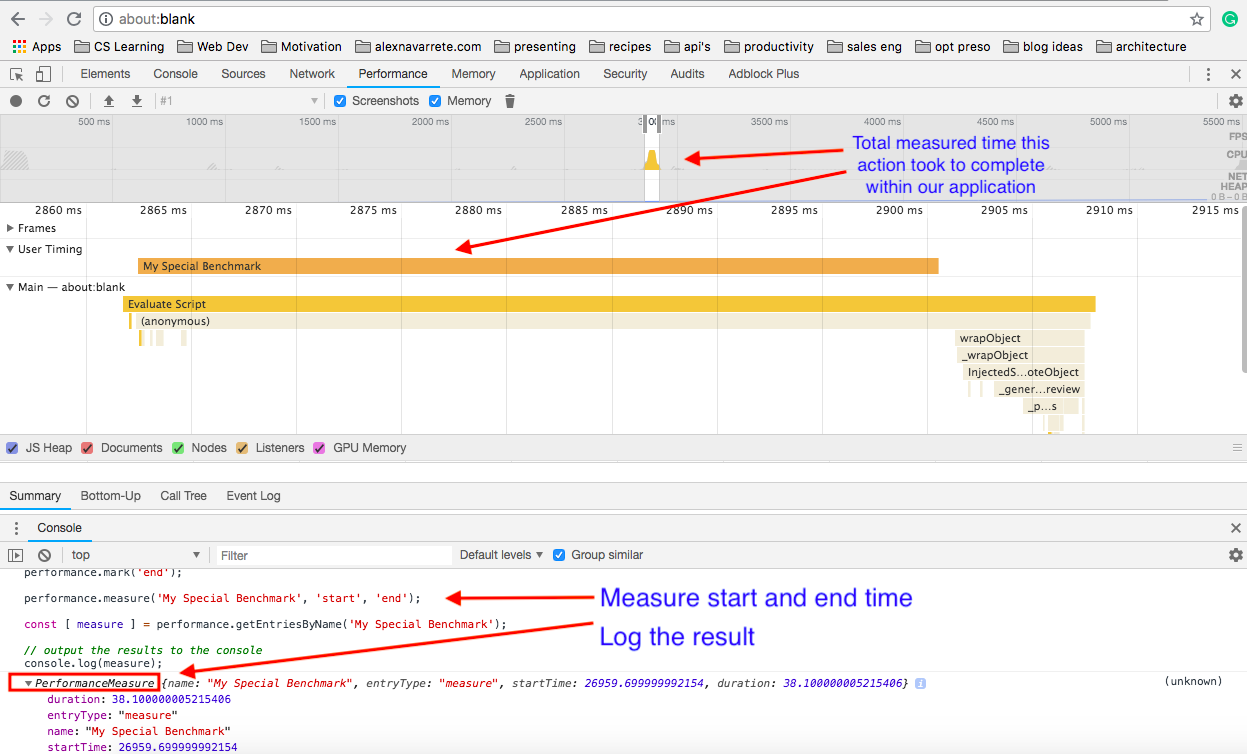 about:blank
Apps CS Learning Web Dev Motivation alexnavarrete.com presenting recipes api's productivity sales eng opt preso blog ideas architecture
Elements Console Sources Network Performance Memory Application Security Audits Adblock Plus
#1 Screenshots Memory
500 ms 1000 ms 1500 ms 2000 ms 2500 ms ms 3500 ms 4000 ms 4500 ms 5000 ms 5500 ms
FPS
CPU
NET
HEAP
0 B – 0 B
Total measured time this
action took to complete
within our application
2860 ms 2865 ms 2870 ms 2875 ms 2880 ms 2885 ms 2890 ms 2895 ms 2900 ms 2905 ms 2910 ms 2915 ms
Frames
User Timing
My Special Benchmark
Main — about:blank
Evaluate Script
(anonymous)
wrapObject
_wrapObject
InjectedS...oteObject
_gener...review
_p...s
JS Heap Documents Nodes Listeners GPU Memory
Summary Bottom-Up Call Tree Event Log
Console
top Filter Default levels Group similar
performance.mark('end');
performance.measure('My Special Benchmark', 'start', 'end');
Measure start and end time
const [ measure ] = performance.getEntriesByName('My Special Benchmark');
Log the result
// output the results to the console
console.log(measure);
PerformanceMeasure {name: "My Special Benchmark", entryType: "measure", startTime: 26959.699999992154, duration: 38.100000005215406} i (unknown)
duration: 38.100000005215406
entryType: "measure"
name: "My Special Benchmark"
startTime: 26959.699999992154